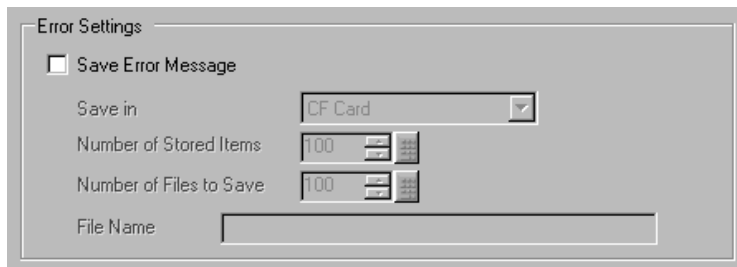 Error Settings
Save Error Message
Save in CF Card
Number of Stored Items 100
Number of Files to Save 100
File Name